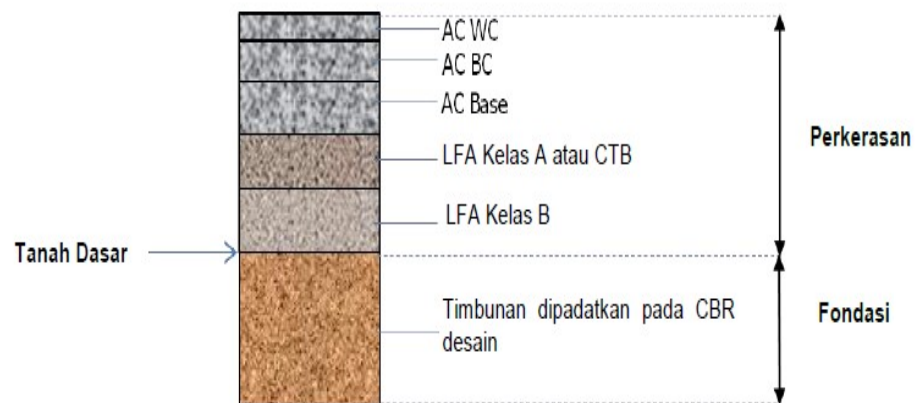 AC WC
AC BC
AC Base
LFA Kelas A atau CTB
LFA Kelas B
Perkerasan
Tanah Dasar
Timbunan dipadatkan pada CBR
desain
Fondasi